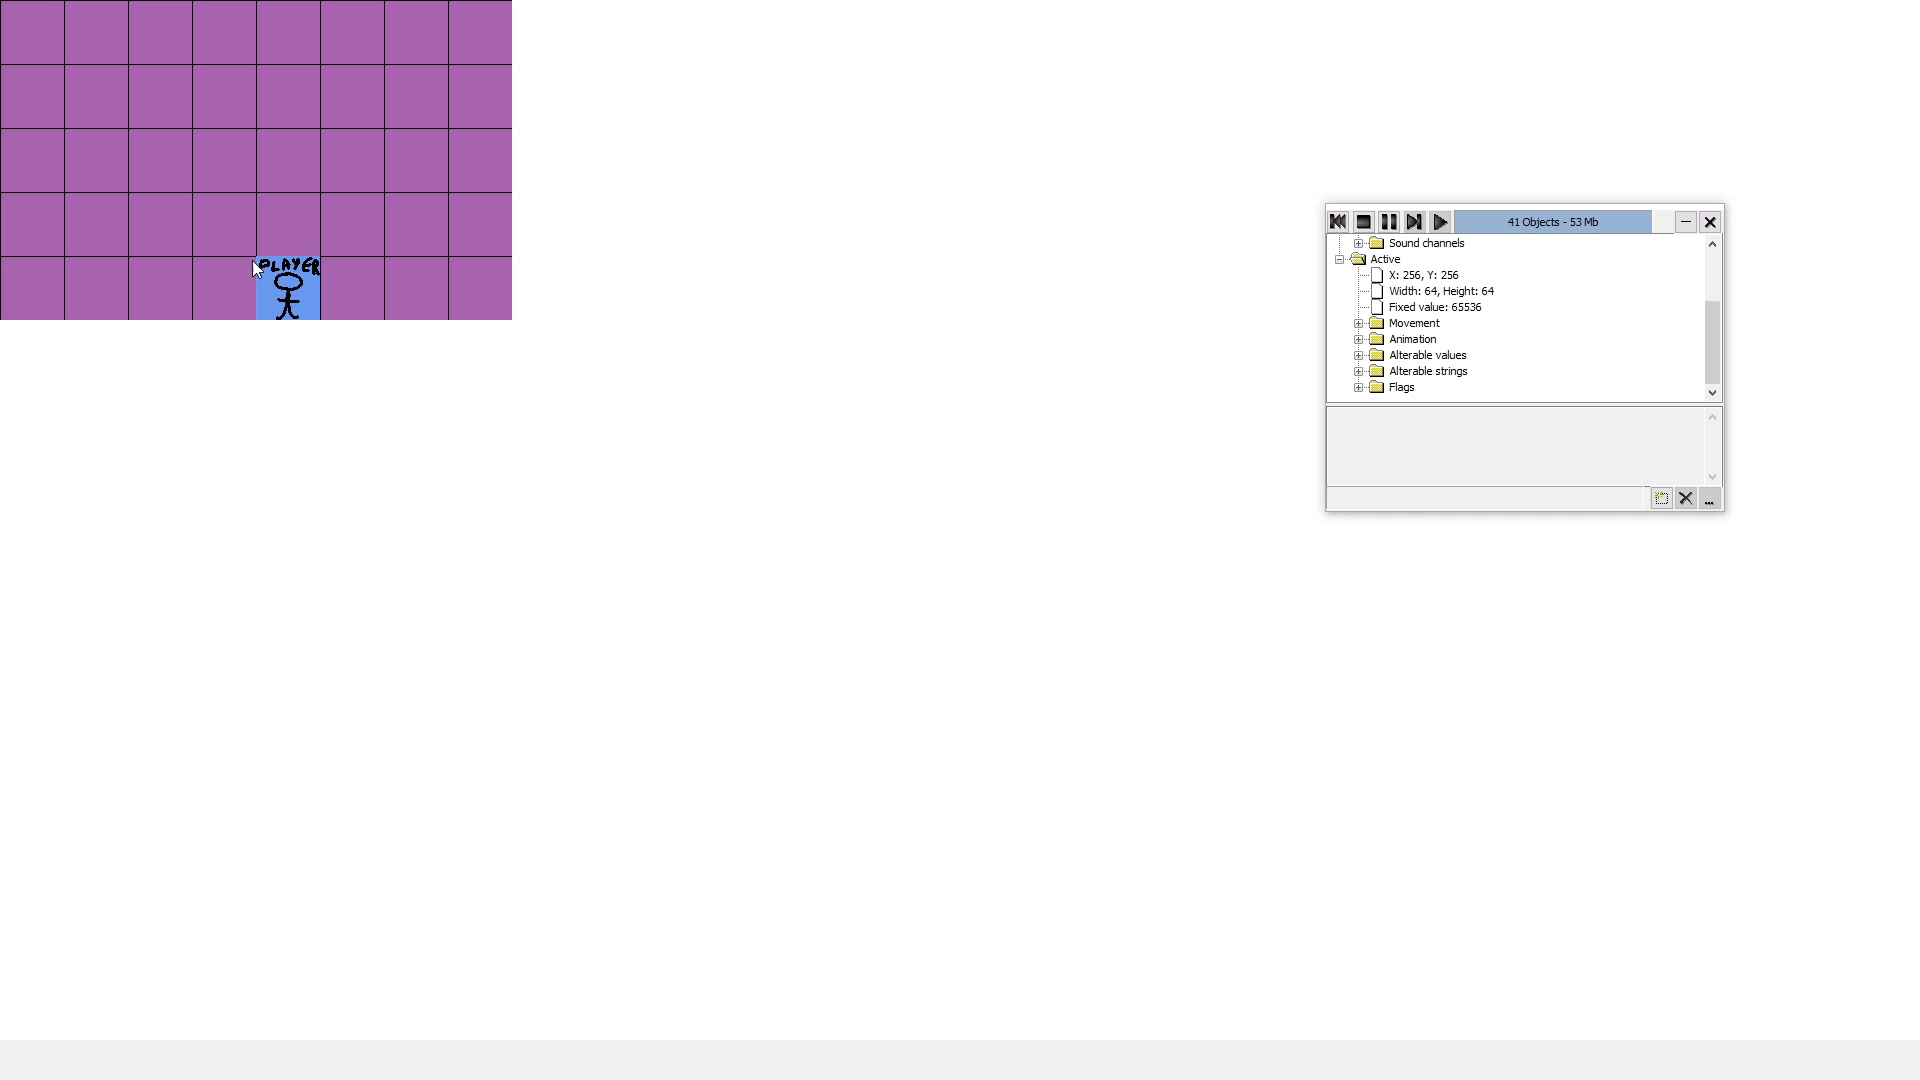 PLAYER
41 Objects - 53 Mb
Sound channels
Active
X: 256, Y: 256
Width: 64, Height: 64
Fixed value: 65536
Movement
Animation
Alterable values
Alterable strings
Flags
...